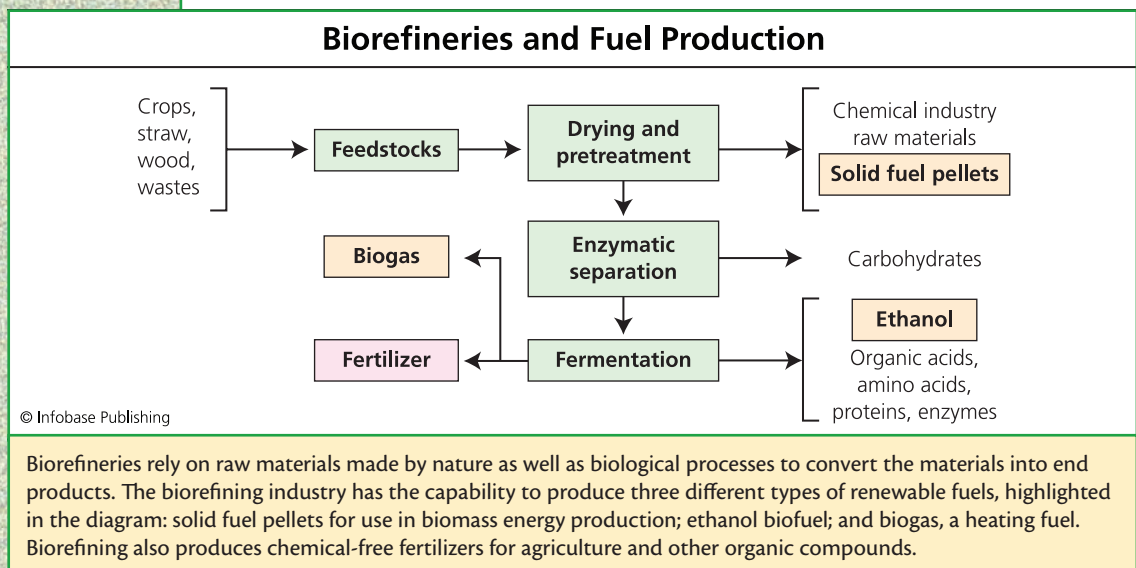 Biorefineries and Fuel Production
Crops,
straw,
wood,
wastes
Feedstocks
Drying and
pretreatment
Chemical industry
raw materials
Solid fuel pellets
Biogas
Enzymatic
separation
Carbohydrates
Fertilizer
Fermentation
Ethanol
Organic acids,
amino acids,
proteins, enzymes
© Infobase Publishing
Biorefineries rely on raw materials made by nature as well as biological processes to convert the materials into end
products. The biorefining industry has the capability to produce three different types of renewable fuels, highlighted
in the diagram: solid fuel pellets for use in biomass energy production; ethanol biofuel; and biogas, a heating fuel.
Biorefining also produces chemical-free fertilizers for agriculture and other organic compounds.